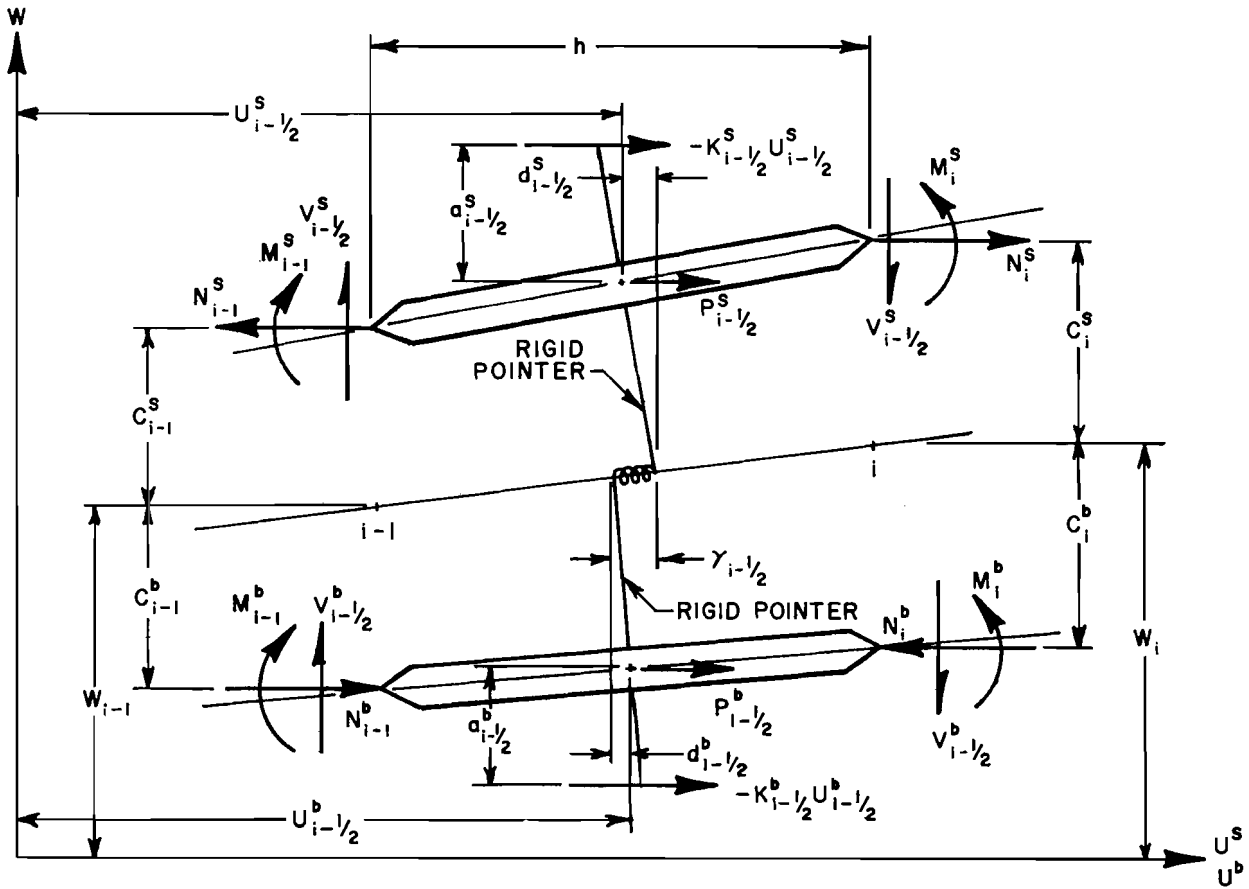 W
h
U^s_{i-1/2}
-K^s_{i-1/2} U^s_{i-1/2}
d^s_{i-1/2}
M^s_i
a^s_{i-1/2}
V^s_{i-1/2}
M^s_{i-1}
N^s_{i-1}
N^s_i
P^s_{i-1/2}
V^s_{i-1/2}
C^s_i
RIGID
POINTER
C^s_{i-1}
i
i-1
C^b_i
γ_{i-1/2}
C^b_{i-1}
M^b_{i-1}
V^b_{i-1/2}
M^b_i
RIGID POINTER
N^b_i
W_i
W_{i-1}
N^b_{i-1}
a^b_{i-1/2}
P^b_{i-1/2}
V^b_{i-1/2}
d^b_{i-1/2}
-K^b_{i-1/2} U^b_{i-1/2}
U^b_{i-1/2}
U^s
U^b